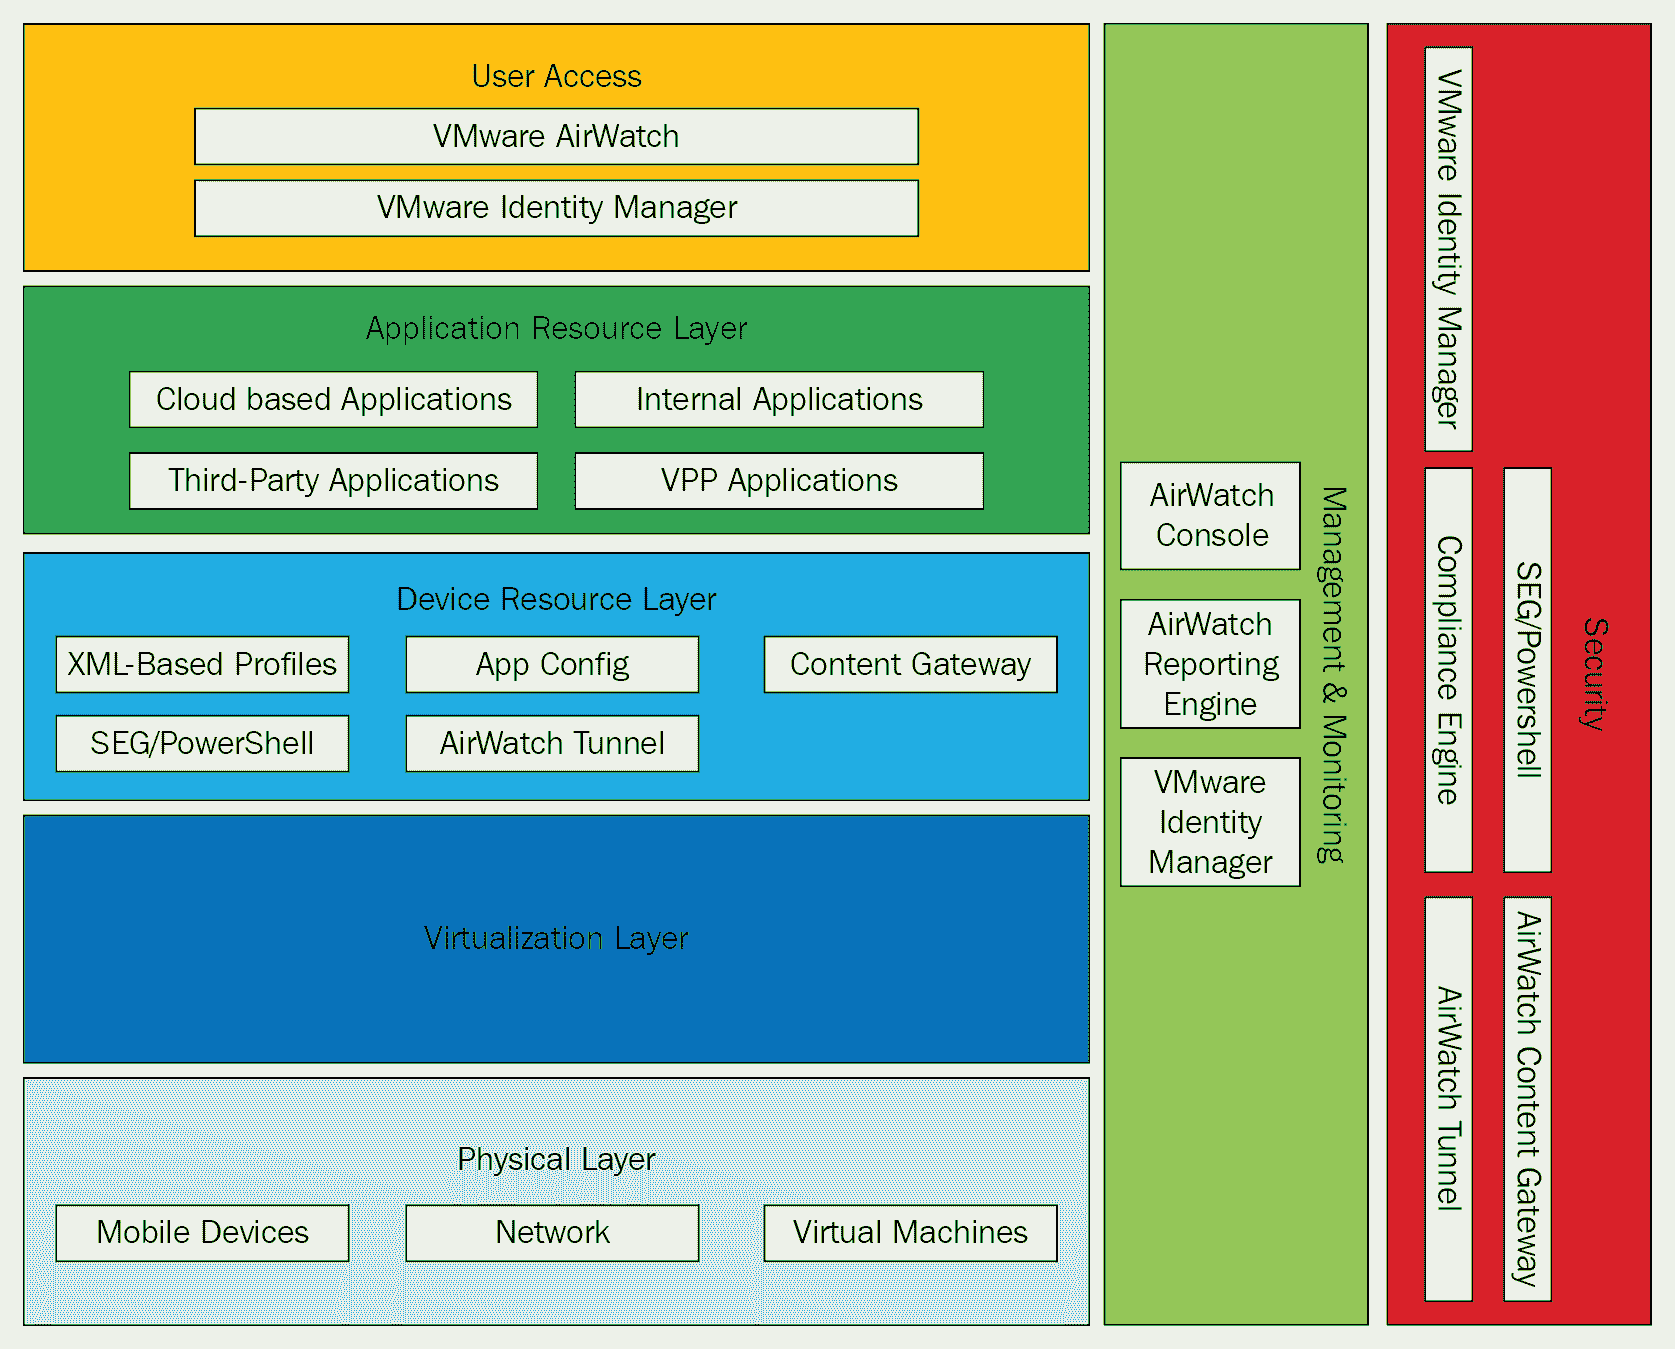 User Access
VMware AirWatch
VMware Identity Manager
Application Resource Layer
Cloud based Applications
Internal Applications
Third-Party Applications
VPP Applications
Device Resource Layer
XML-Based Profiles
App Config
Content Gateway
SEG/PowerShell
AirWatch Tunnel
Virtualization Layer
Physical Layer
Mobile Devices
Network
Virtual Machines
Management & Monitoring
AirWatch
Console
AirWatch
Reporting
Engine
VMware
Identity
Manager
Security
VMware Identity Manager
Compliance Engine
SEG/Powershell
AirWatch Tunnel
AirWatch Content Gateway